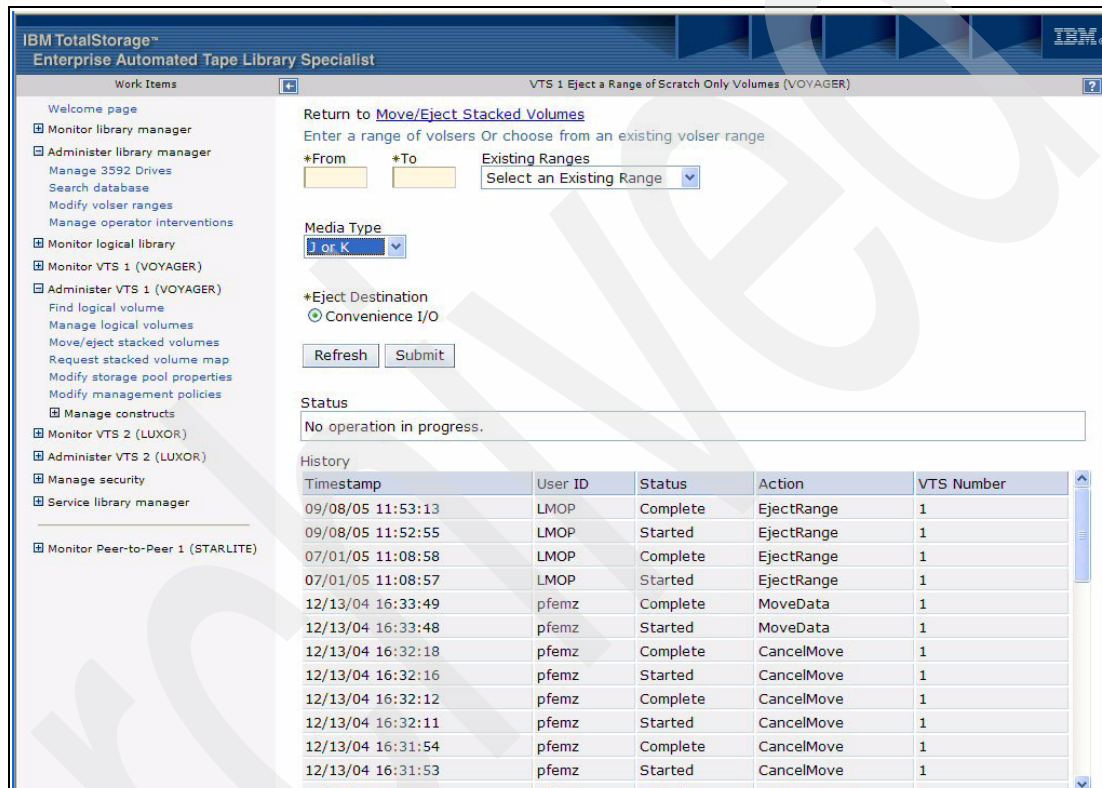 IBM TotalStorage™
Enterprise Automated Tape Library Specialist
IBM®
Work Items
VTS 1 Eject a Range of Scratch Only Volumes (VOYAGER)
?
Welcome page
Monitor library manager
Administer library manager
Manage 3592 Drives
Search database
Modify volser ranges
Manage operator interventions
Monitor logical library
Monitor VTS 1 (VOYAGER)
Administer VTS 1 (VOYAGER)
Find logical volume
Manage logical volumes
Move/eject stacked volumes
Request stacked volume map
Modify storage pool properties
Modify management policies
Manage constructs
Monitor VTS 2 (LUXOR)
Administer VTS 2 (LUXOR)
Manage security
Service library manager
Monitor Peer-to-Peer 1 (STARLITE)
Return to Move/Eject Stacked Volumes
Enter a range of volsers Or choose from an existing volser range
*From *To Existing Ranges
Select an Existing Range
Media Type
J or K
*Eject Destination
Convenience I/O
Refresh Submit
Status
No operation in progress.
History
Timestamp User ID Status Action VTS Number
09/08/05 11:53:13 LMOP Complete EjectRange 1
09/08/05 11:52:55 LMOP Started EjectRange 1
07/01/05 11:08:58 LMOP Complete EjectRange 1
07/01/05 11:08:57 LMOP Started EjectRange 1
12/13/04 16:33:49 pfemz Complete MoveData 1
12/13/04 16:33:48 pfemz Started MoveData 1
12/13/04 16:32:18 pfemz Complete CancelMove 1
12/13/04 16:32:16 pfemz Started CancelMove 1
12/13/04 16:32:12 pfemz Complete CancelMove 1
12/13/04 16:32:11 pfemz Started CancelMove 1
12/13/04 16:31:54 pfemz Complete CancelMove 1
12/13/04 16:31:53 pfemz Started CancelMove 1